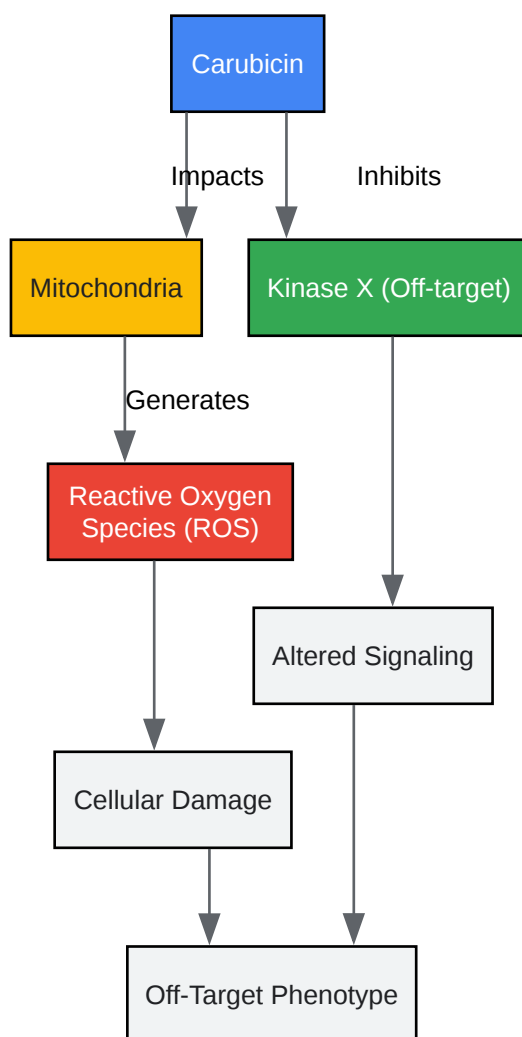 Carubicin
Impacts
Inhibits
Mitochondria
Kinase X (Off-target)
Generates
Reactive Oxygen
Species (ROS)
Altered Signaling
Cellular Damage
Off-Target Phenotype